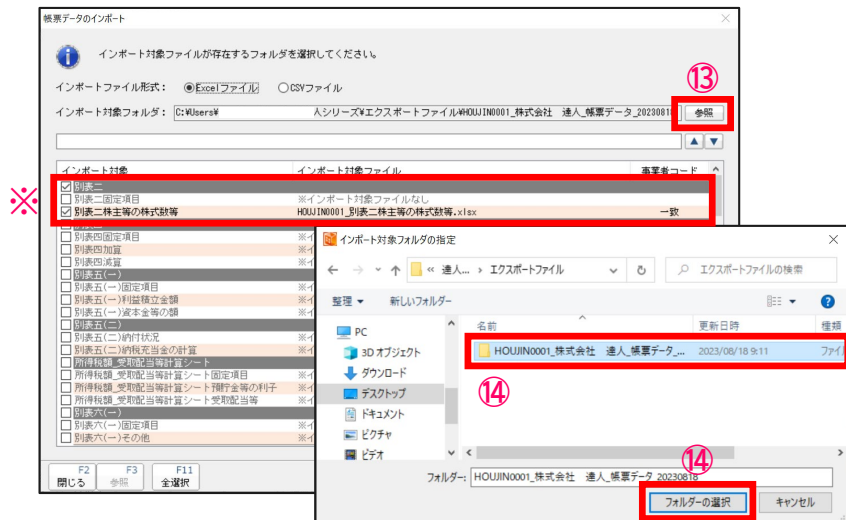 帳票データのインポート
インポート対象ファイルが存在するフォルダを選択してください。
インポートファイル形式： Excelファイル CSVファイル
⑬
インポート対象フォルダ： C:¥Users¥ 人シリーズ¥エクスポートファイル¥HOUJIN0001_株式会社 達人_帳票データ_20230818 参照
インポート対象 インポート対象ファイル 事業者コード
※
別表二
別表二固定項目 ※インポート対象ファイルなし
別表二株主等の株式数等 HOUJIN0001_別表二株主等の株式数等.xlsx 一致
別表四固定項目 ※イ
別表四加算 ※イ
別表四減算 ※イ
別表五(一)
別表五(一)固定項目 ※イ
別表五(一)利益積立金額 ※イ
別表五(一)資本金等の額 ※イ
別表五(二)
別表五(二)納付状況 ※イ
別表五(二)納税充当金の計算 ※イ
所得税額_受取配当等計算シート
所得税額_受取配当等計算シート固定項目 ※イ
所得税額_受取配当等計算シート預貯金等の利子 ※イ
所得税額_受取配当等計算シート受取配当等 ※イ
別表六(一)
別表六(一)固定項目 ※イ
別表六(一)その他 ※イ
F2 F3 F11
閉じる 参照 全選択
インポート対象フォルダの指定
« 達人... › エクスポートファイル エクスポートファイルの検索
整理 新しいフォルダー
PC
3D オブジェクト
ダウンロード
デスクトップ
ドキュメント
ピクチャ
ビデオ
名前 更新日時 種類
HOUJIN0001_株式会社 達人_帳票データ_... 2023/08/18 9:11 ファイ
⑭
⑭
フォルダー: HOUJIN0001_株式会社 達人_帳票データ_20230818
フォルダーの選択 キャンセル